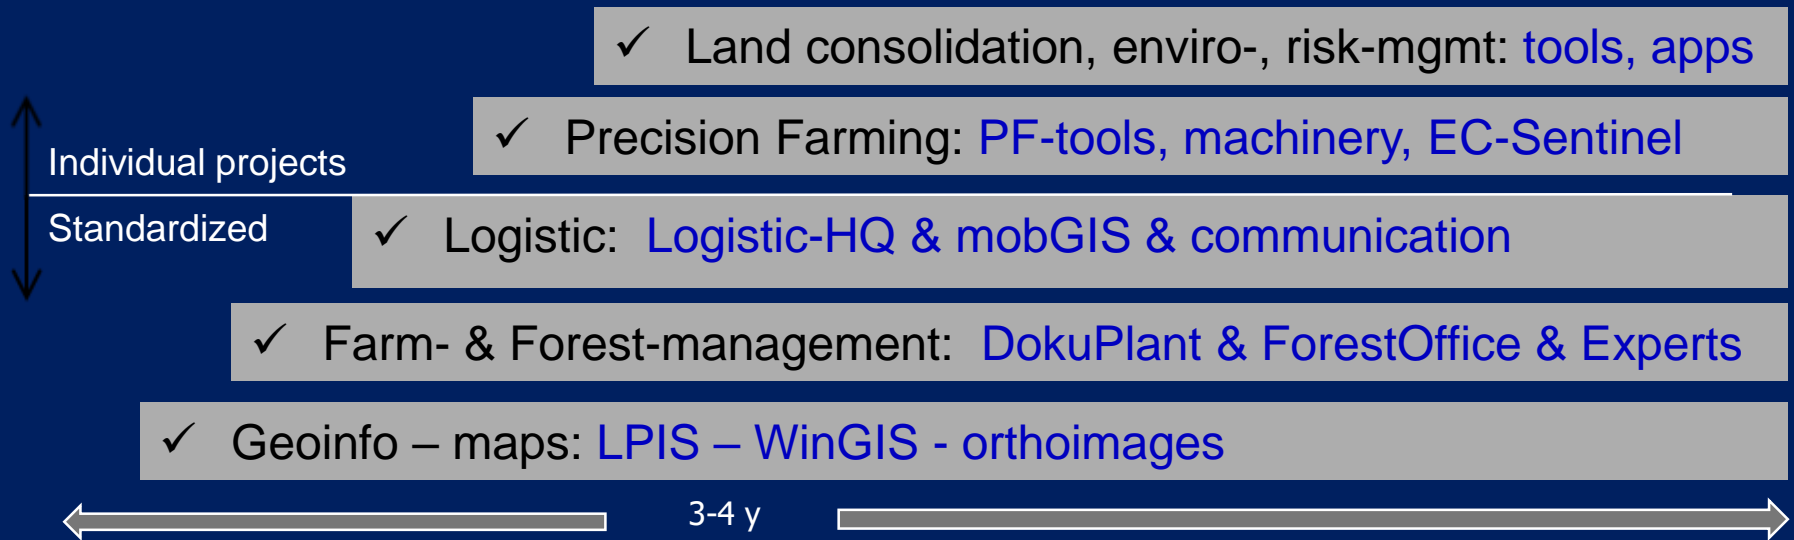 ✓ Land consolidation, enviro-, risk-mgmt: tools, apps
✓ Precision Farming: PF-tools, machinery, EC-Sentinel
Individual projects
Standardized
✓ Logistic: Logistic-HQ & mobGIS & communication
✓ Farm- & Forest-management: DokuPlant & ForestOffice & Experts
✓ Geoinfo – maps: LPIS – WinGIS - orthoimages
3-4 y